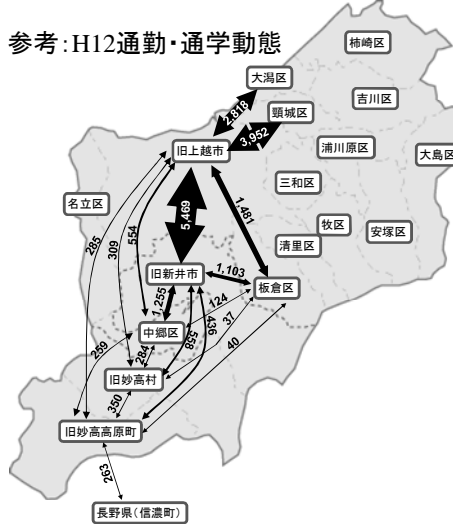 参考:H12通勤・通学動態
柿崎区
大潟区
吉川区
頸城区
2,818
3,952
浦川原区
旧上越市
大島区
三和区
名立区
1,481
牧区
安塚区
5,469
清里区
285
309
554
旧新井市
1,103
板倉区
1,255
124
中郷区
436
37
558
40
259
284
旧妙高村
350
旧妙高高原町
263
長野県(信濃町)